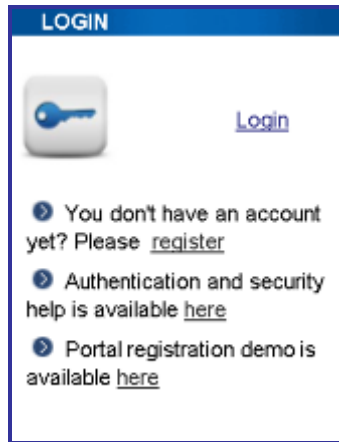 LOGIN
Login
You don't have an account
yet? Please register
Authentication and security
help is available here
Portal registration demo is
available here